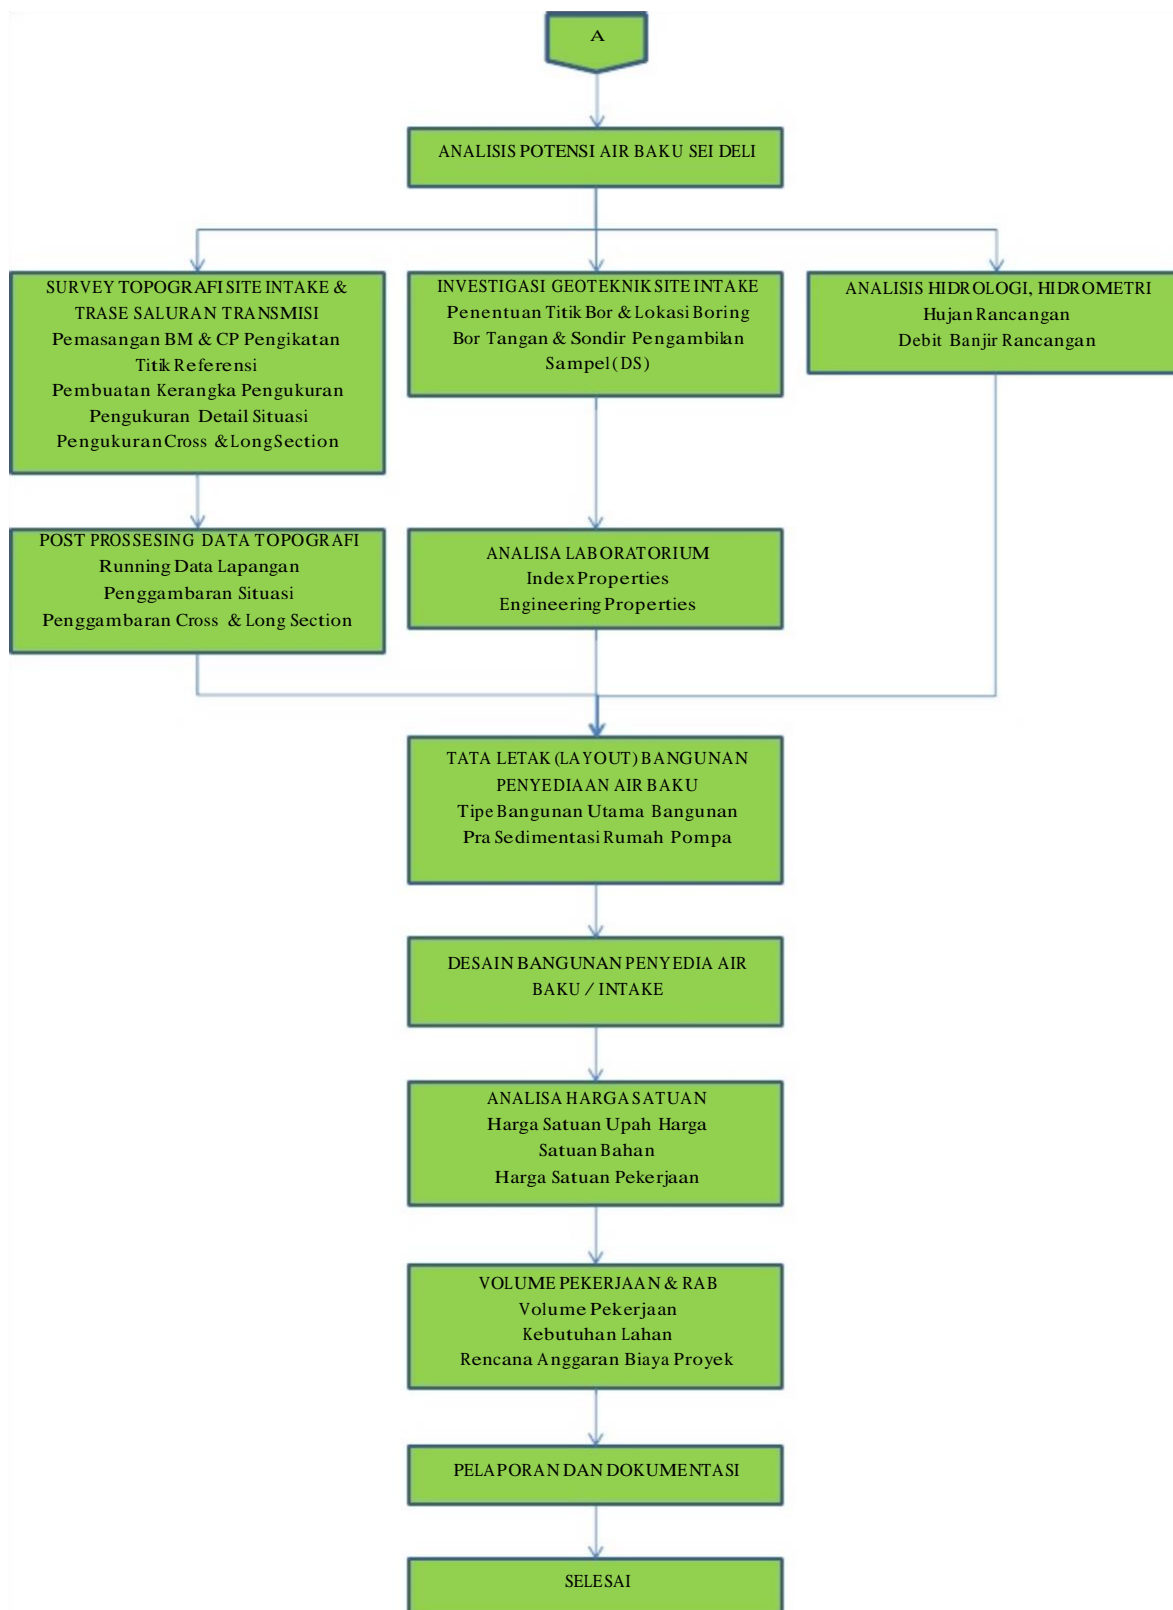 A
ANALISIS POTENSI AIR BAKU SEI DELI
SURVEY TOPOGRAFI SITE INTAKE &
TRASE SALURAN TRANSMISI
Pemasangan BM & CP Pengikatan
Titik Referensi
Pembuatan Kerangka Pengukuran
Pengukuran Detail Situasi
Pengukuran Cross & Long Section
INVESTIGASI GEOTEKNIK SITE INTAKE
Penentuan Titik Bor & Lokasi Boring
Bor Tangan & Sondir Pengambilan
Sampel (DS)
ANALISIS HIDROLOGI, HIDROMETRI
Hujan Rancangan
Debit Banjir Rancangan
POST PROSSESING DATA TOPOGRAFI
Running Data Lapangan
Penggambaran Situasi
Penggambaran Cross & Long Section
ANALISA LABORATORIUM
Index Properties
Engineering Properties
TATA LETAK (LAYOUT) BANGUNAN
PENYEDIAAN AIR BAKU
Tipe Bangunan Utama Bangunan
Pra Sedimentasi Rumah Pompa
DESAIN BANGUNAN PENYEDIA AIR
BAKU / INTAKE
ANALISA HARGA SATUAN
Harga Satuan Upah Harga
Satuan Bahan
Harga Satuan Pekerjaan
VOLUME PEKERJAAN & RAB
Volume Pekerjaan
Kebutuhan Lahan
Rencana Anggaran Biaya Proyek
PELAPORAN DAN DOKUMENTASI
SELESAI